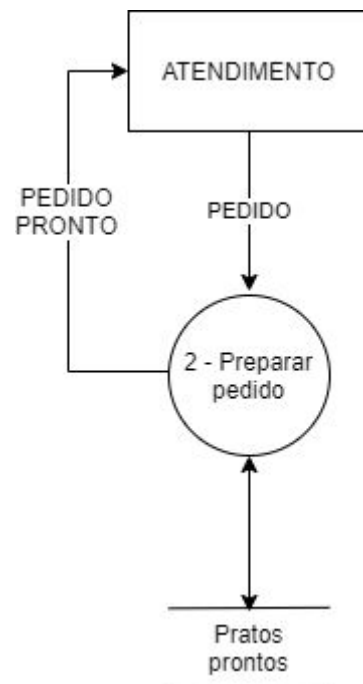 ATENDIMENTO
PEDIDO
PRONTO
PEDIDO
2 - Preparar
pedido
Pratos
prontos